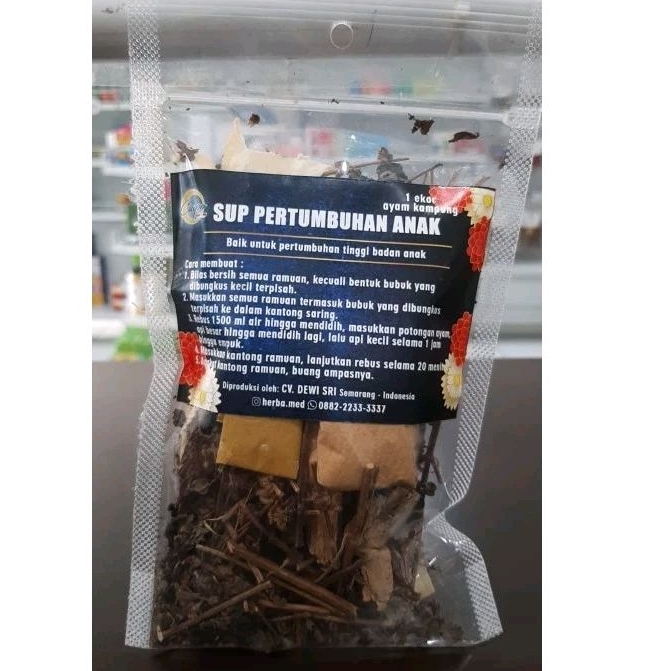 1 ekor
ayam kampung
SUP PERTUMBUHAN ANAK
Baik untuk pertumbuhan tinggi badan anak
Cara membuat :
1. Bilas bersih semua ramuan, kecuali bentuk bubuk yang
dibungkus kecil terpisah.
2. Masukkan semua ramuan termasuk bubuk yang dibungkus
terpisah ke dalam kantong saring.
3. Rebus 1500 ml air hingga mendidih, masukkan potongan ayam,
api besar hingga mendidih lagi, lalu api kecil selama 1 jam
hingga empuk.
4. Masukkan kantong ramuan, lanjutkan rebus selama 20 menit
5. Angkat kantong ramuan, buang ampasnya.
Diproduksi oleh: CV. DEWI SRI Semarang - Indonesia
herba.med 0882-2233-3337